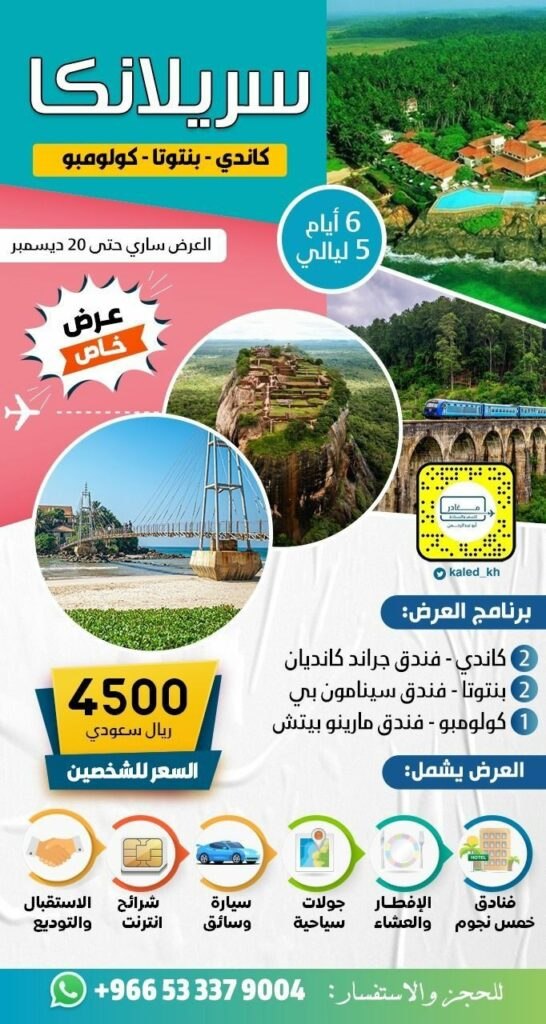 سريلانكا
كاندي - بنتوتا - كولومبو
6 أيام
5 ليالي
العرض ساري حتى 20 ديسمبر
عرض
خاص
مغادر
kaled_kh
برنامج العرض:
2 كاندي - فندق جراند كانديان
2 بنتوتا - فندق سينامون بي
1 كولومبو - فندق مارينو بيتش
4500
ريال سعودي
السعر للشخصين
العرض يشمل:
HOTEL
فنادق
خمس نجوم
الإفطار
والعشاء
جولات
سياحية
سيارة
وسائق
شرائح
انترنت
الاستقبال
والتوديع
للحجز والاستفسار: +966 53 337 9004